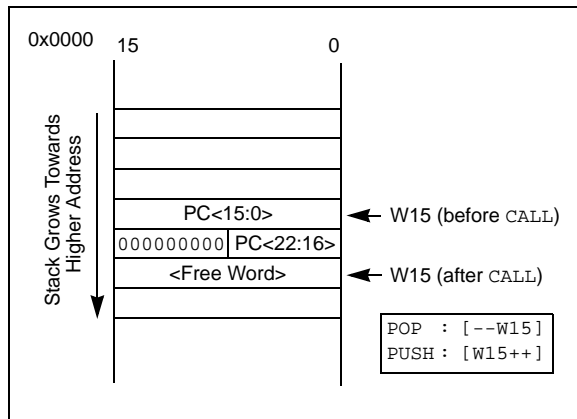 0x0000
15 0
Stack Grows Towards
Higher Address
PC<15:0>
W15 (before CALL)
000000000 PC<22:16>
<Free Word>
W15 (after CALL)
POP : [--W15]
PUSH : [W15++]